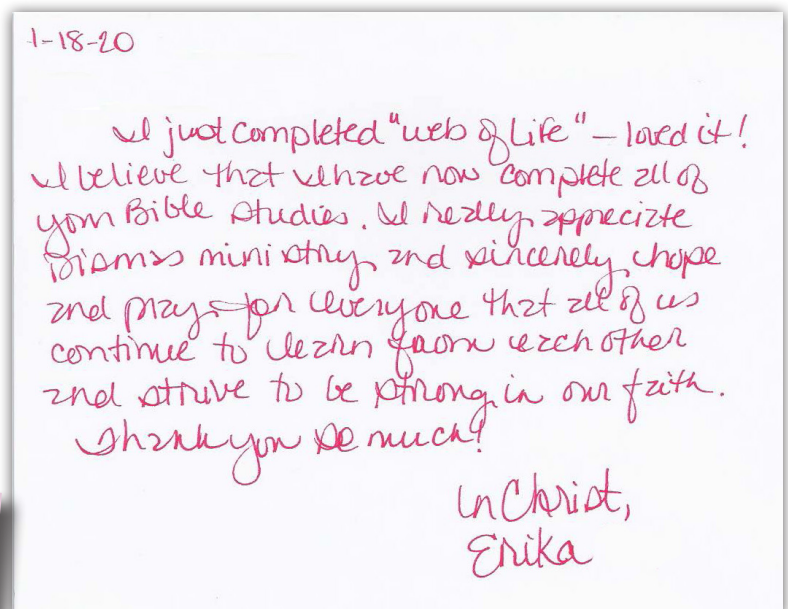 1-18-20
I just completed "web of Life" – loved it!
I believe that I have now complete all of
your Bible studies. I really appreciate
Dismas ministry and sincerely hope
and pray for everyone that all of us
continue to learn from each other
and strive to be strong in our faith.
Thank you so much!
In Christ,
Erika